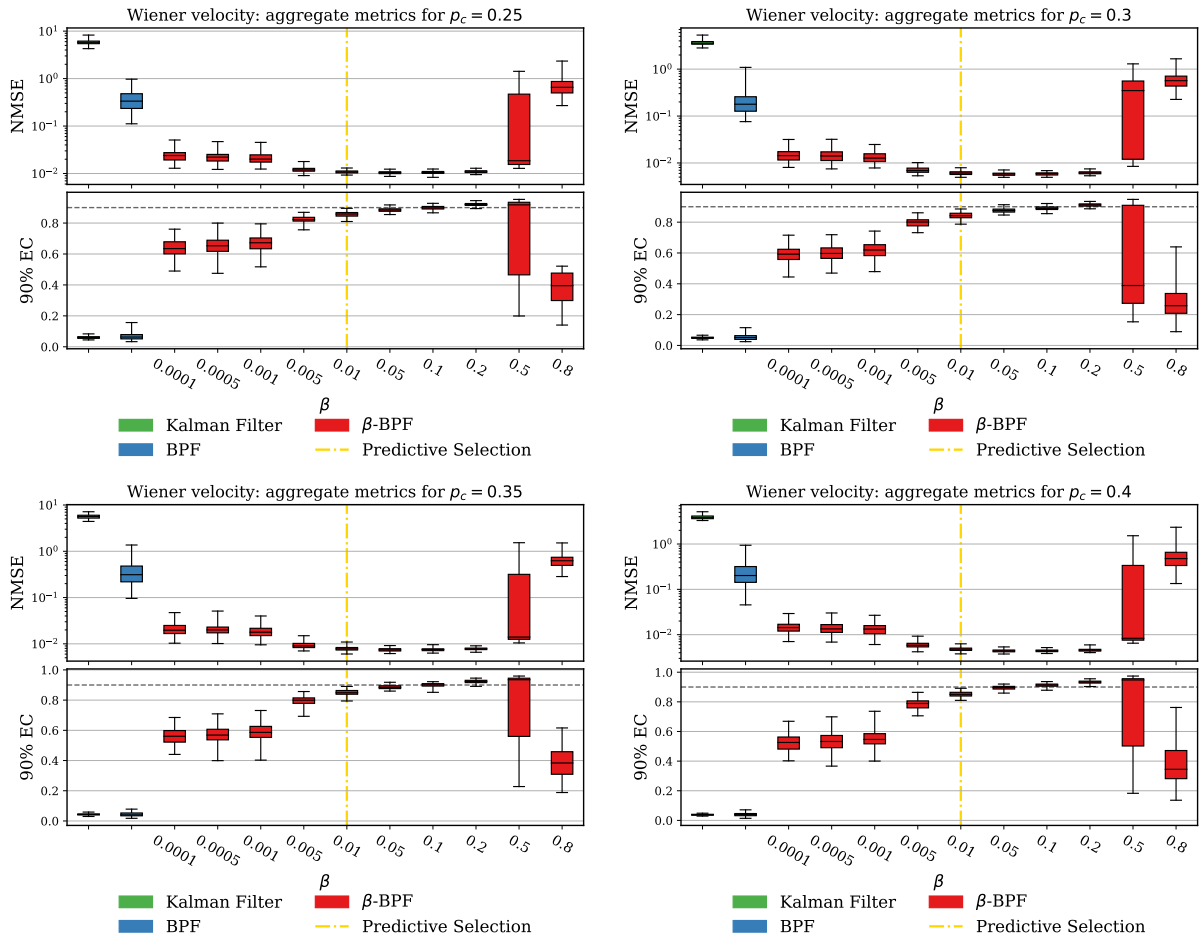 Wiener velocity: aggregate metrics for p_c = 0.25
NMSE
10^1
10^0
10^−1
10^−2
90% EC
0.8
0.6
0.4
0.2
0.0
0.0001
0.0005
0.001
0.005
0.01
0.05
0.1
0.2
0.5
0.8
β
Kalman Filter
β-BPF
BPF
Predictive Selection
Wiener velocity: aggregate metrics for p_c = 0.3
NMSE
10^0
10^−1
10^−2
90% EC
0.8
0.6
0.4
0.2
0.0
0.0001
0.0005
0.001
0.005
0.01
0.05
0.1
0.2
0.5
0.8
β
Kalman Filter
β-BPF
BPF
Predictive Selection
Wiener velocity: aggregate metrics for p_c = 0.35
NMSE
10^1
10^0
10^−1
10^−2
90% EC
1.0
0.8
0.6
0.4
0.2
0.0
0.0001
0.0005
0.001
0.005
0.01
0.05
0.1
0.2
0.5
0.8
β
Kalman Filter
β-BPF
BPF
Predictive Selection
Wiener velocity: aggregate metrics for p_c = 0.4
NMSE
10^0
10^−1
10^−2
90% EC
1.0
0.8
0.6
0.4
0.2
0.0
0.0001
0.0005
0.001
0.005
0.01
0.05
0.1
0.2
0.5
0.8
β
Kalman Filter
β-BPF
BPF
Predictive Selection